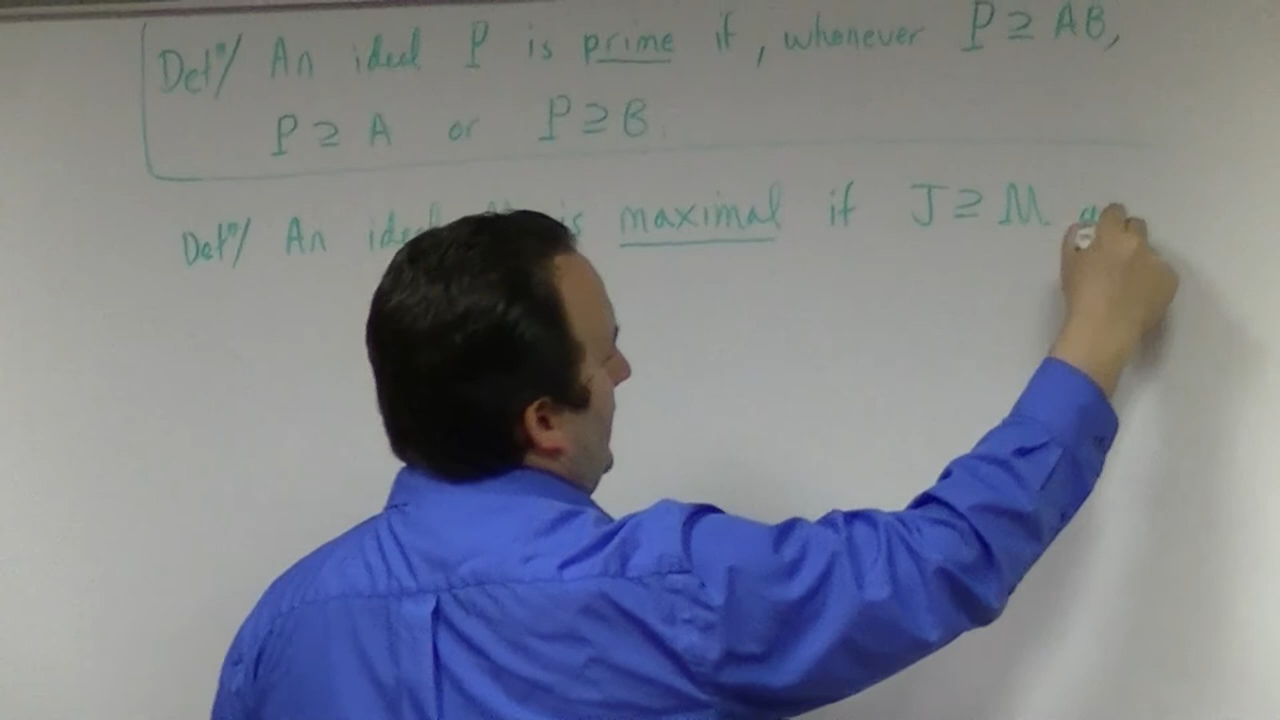 Defⁿ/ An ideal P is prime if, whenever P ⊇ AB,
P ⊇ A or P ⊇ B.
Defⁿ/ An is maximal if J ⊇ M